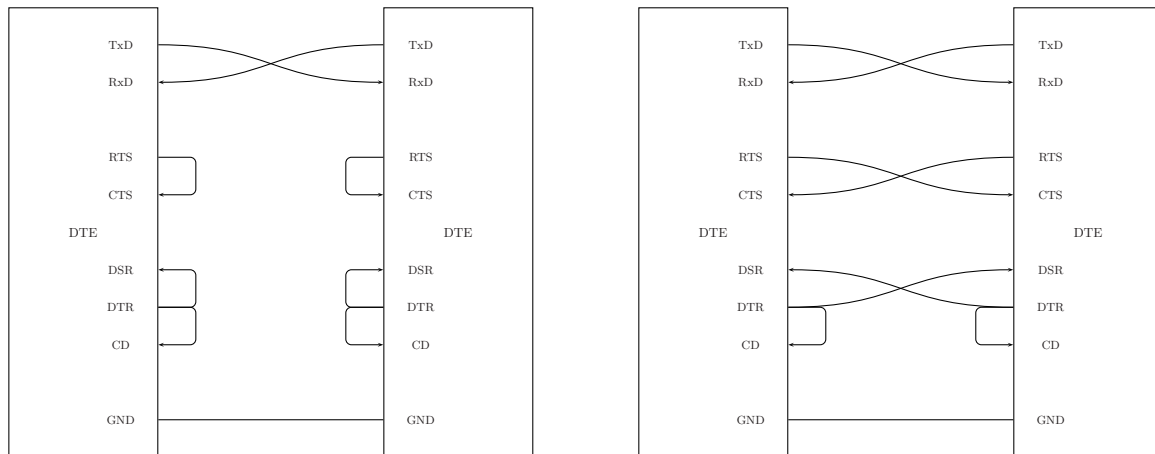 TxD TxD TxD TxD
RxD RxD RxD RxD
RTS RTS RTS RTS
CTS CTS CTS CTS
DTE DTE DTE DTE
DSR DSR DSR DSR
DTR DTR DTR DTR
CD CD CD CD
GND GND GND GND